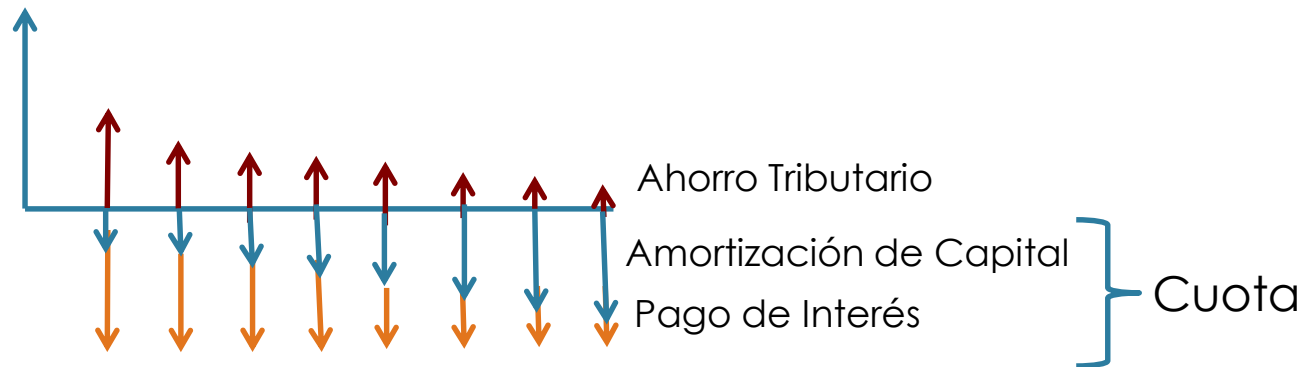 Ahorro Tributario
Amortización de Capital
Pago de Interés
Cuota